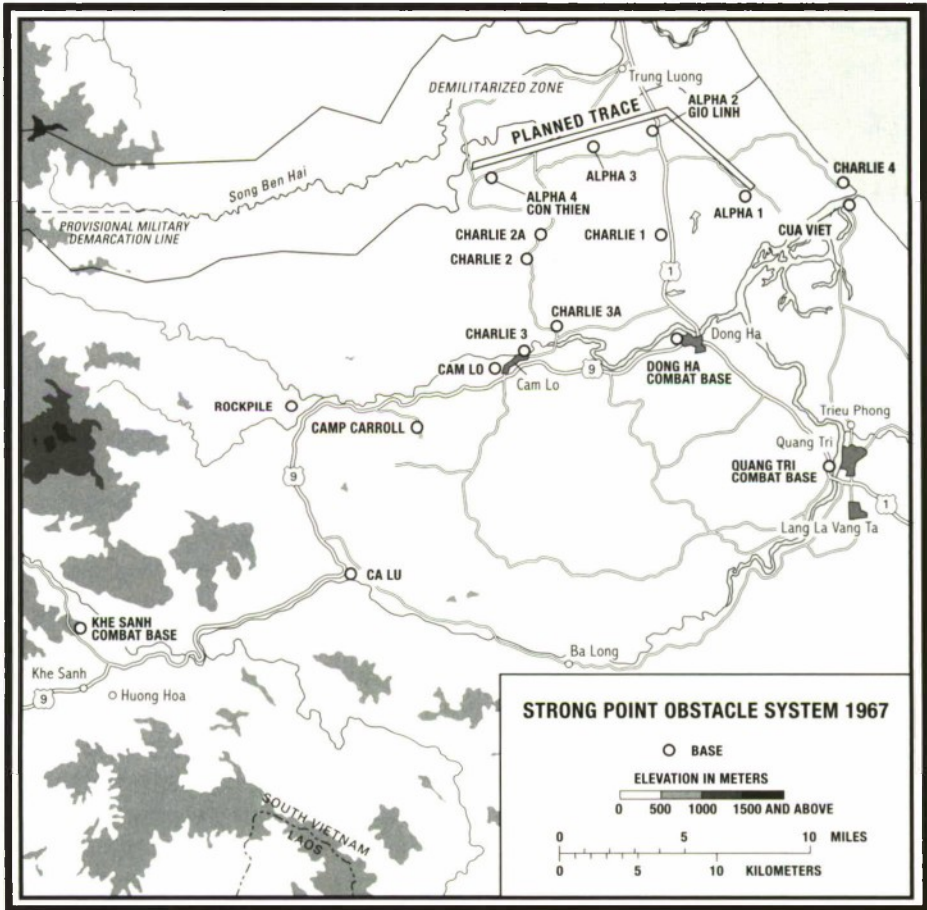 Trung Luong
DEMILITARIZED ZONE
ALPHA 2
GIO LINH
PLANNED TRACE
ALPHA 3
CHARLIE 4
Song Ben Hai
ALPHA 4
CON THIEN
ALPHA 1
PROVISIONAL MILITARY
DEMARCATION LINE
CHARLIE 2A
CHARLIE 1
CUA VIET
CHARLIE 2
1
CHARLIE 3A
Dong Ha
CHARLIE 3
CAM LO
Cam Lo
9
DONG HA
COMBAT BASE
ROCKPILE
CAMP CARROLL
Trieu Phong
Quang Tri
9
QUANG TRI
COMBAT BASE
1
Lang La Vang Ta
CA LU
KHE SANH
COMBAT BASE
Ba Long
Khe Sanh
9
Huong Hoa
SOUTH VIETNAM
LAOS
STRONG POINT OBSTACLE SYSTEM 1967
BASE
ELEVATION IN METERS
0 500 1000 1500 AND ABOVE
0 5 10 MILES
0 5 10 KILOMETERS